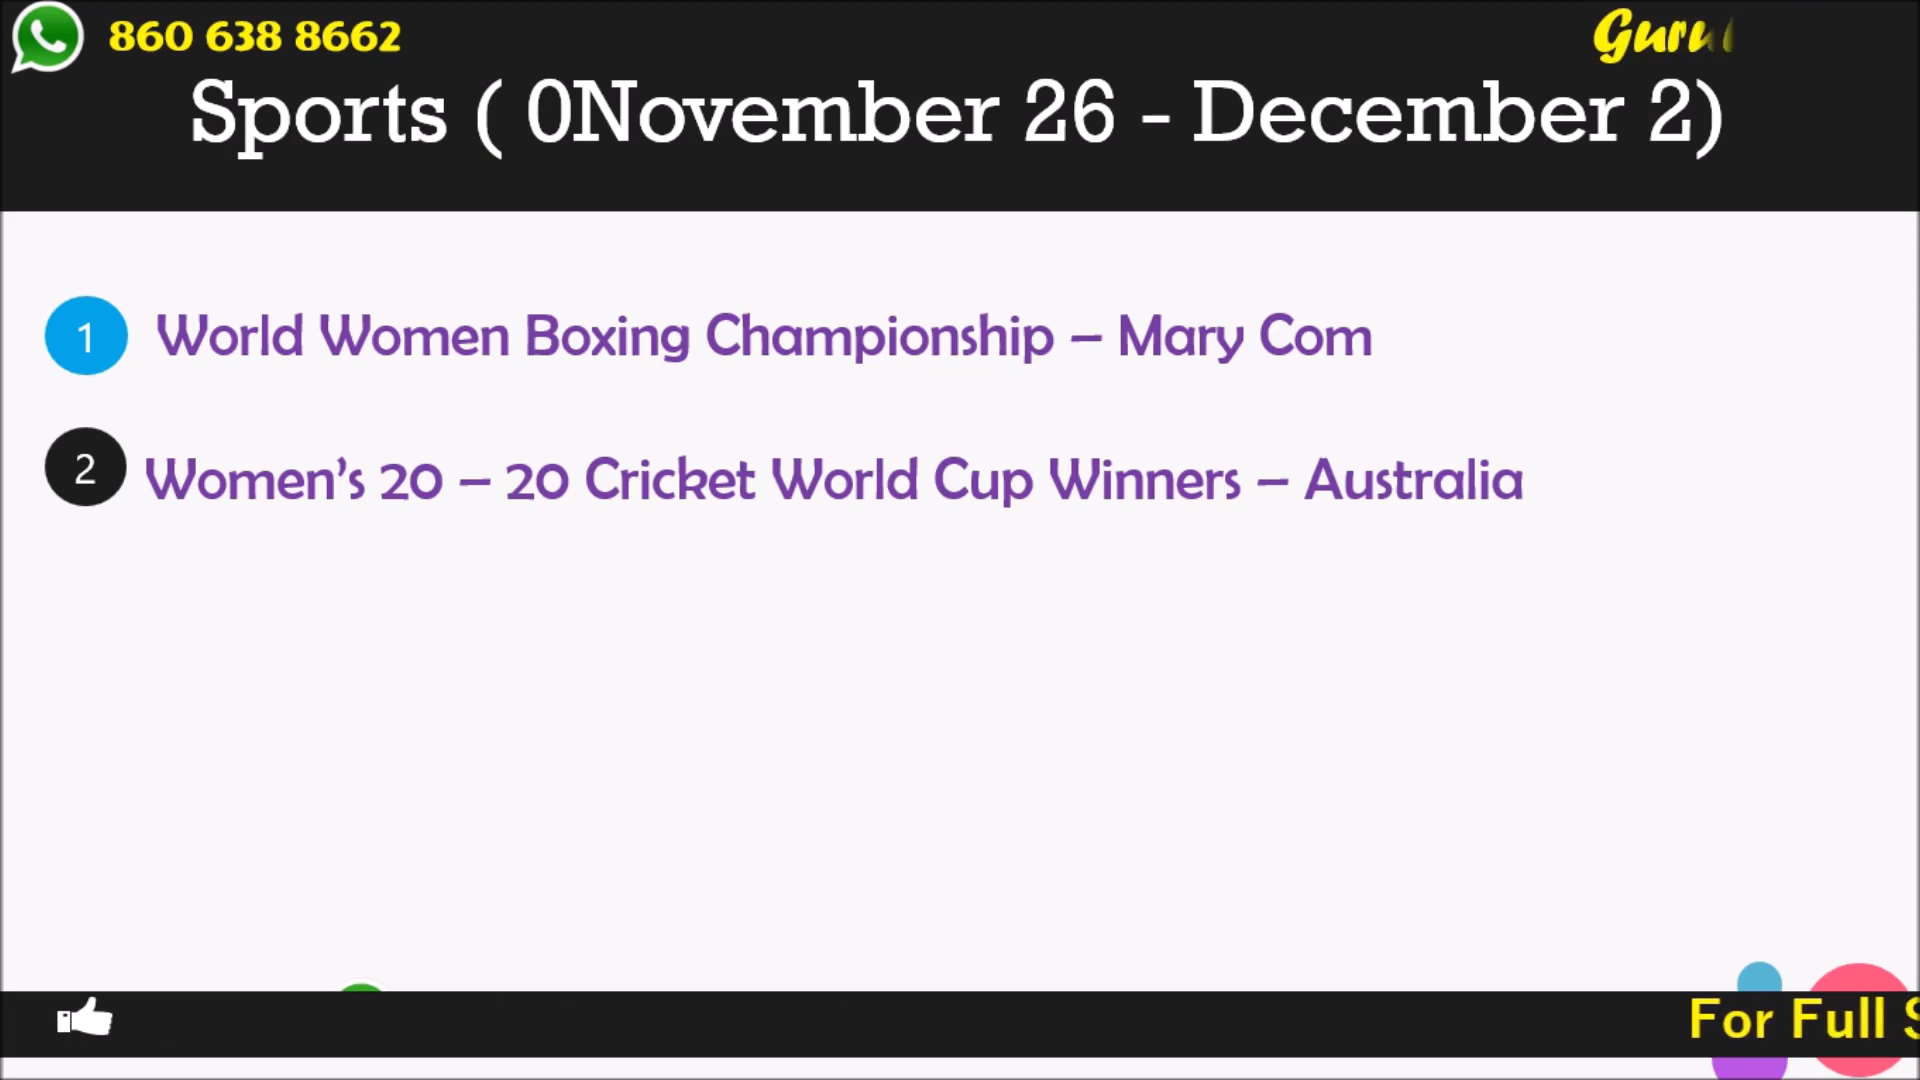 860 638 8662
Guru
Sports ( 0November 26 - December 2)
1 World Women Boxing Championship – Mary Com
2 Women’s 20 – 20 Cricket World Cup Winners – Australia
For Full